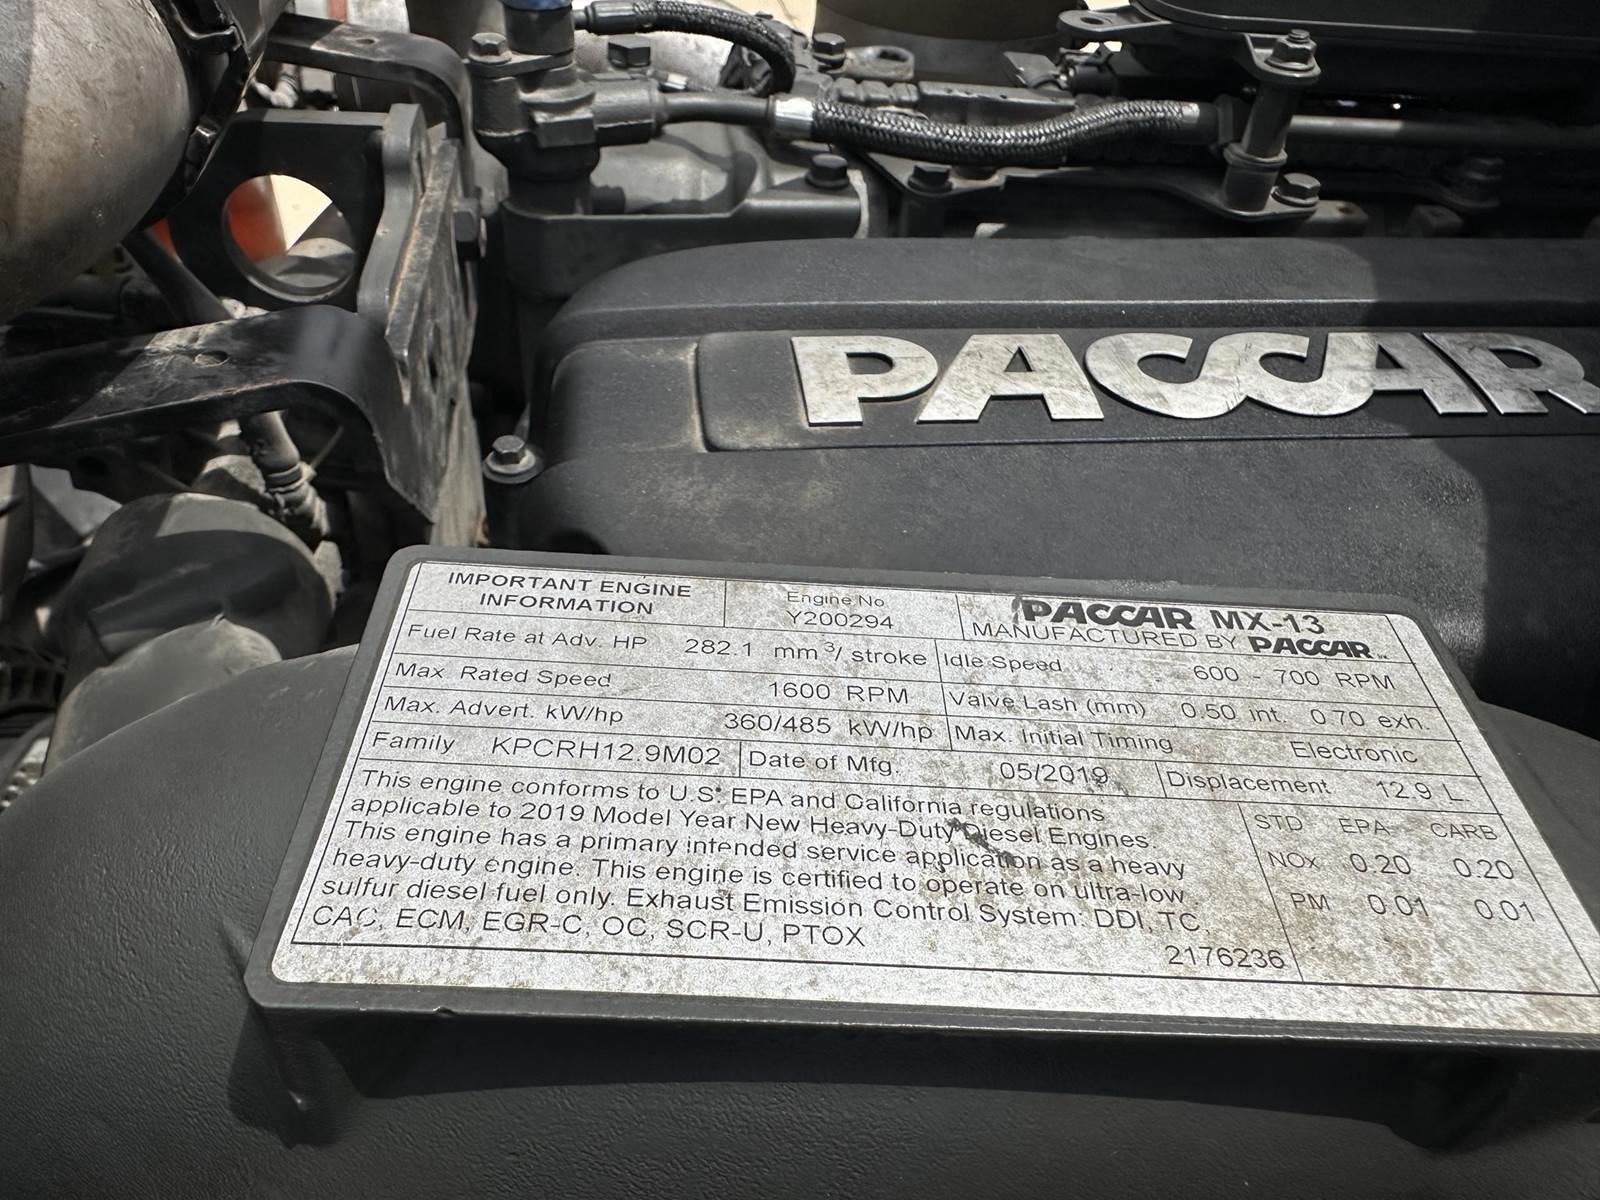 PACCAR
IMPORTANT ENGINE
INFORMATION
Engine No
Y200294
PACCAR MX-13
MANUFACTURED BY PACCAR
Fuel Rate at Adv. HP 282.1 mm³/ stroke
Idle Speed 600 - 700 RPM
Max. Rated Speed 1600 RPM
Valve Lash (mm) 0.50 int. 0.70 exh.
Max. Advert. kW/hp 360/485 kW/hp
Max. Initial Timing Electronic
Family KPCRH12.9M02
Date of Mfg. 05/2019
Displacement 12.9 L
This engine conforms to U.S. EPA and California regulations
applicable to 2019 Model Year New Heavy-Duty Diesel Engines.
This engine has a primary intended service application as a heavy
heavy-duty engine. This engine is certified to operate on ultra-low
sulfur diesel fuel only. Exhaust Emission Control System: DDI, TC,
CAC, ECM, EGR-C, OC, SCR-U, PTOX
2176236
STD EPA CARB
NOx 0.20 0.20
PM 0.01 0.01